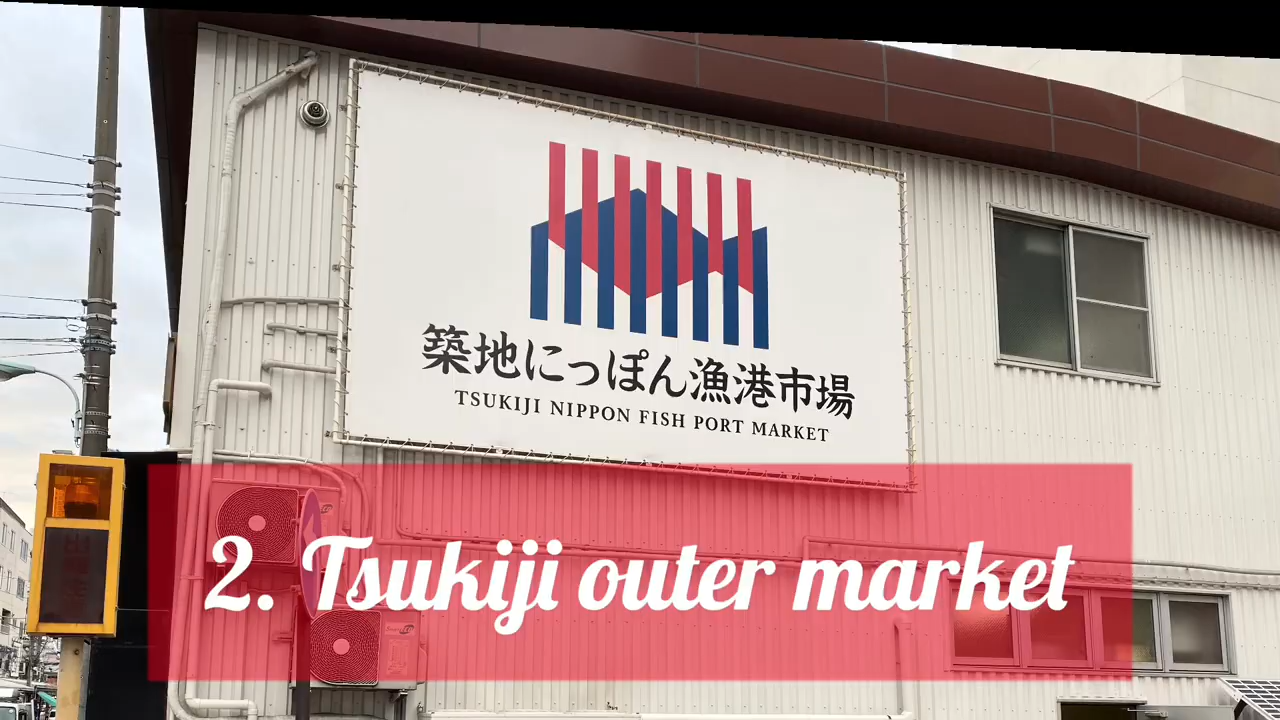 築地にっぽん漁港市場
TSUKIJI NIPPON FISH PORT MARKET
2. Tsukiji outer market